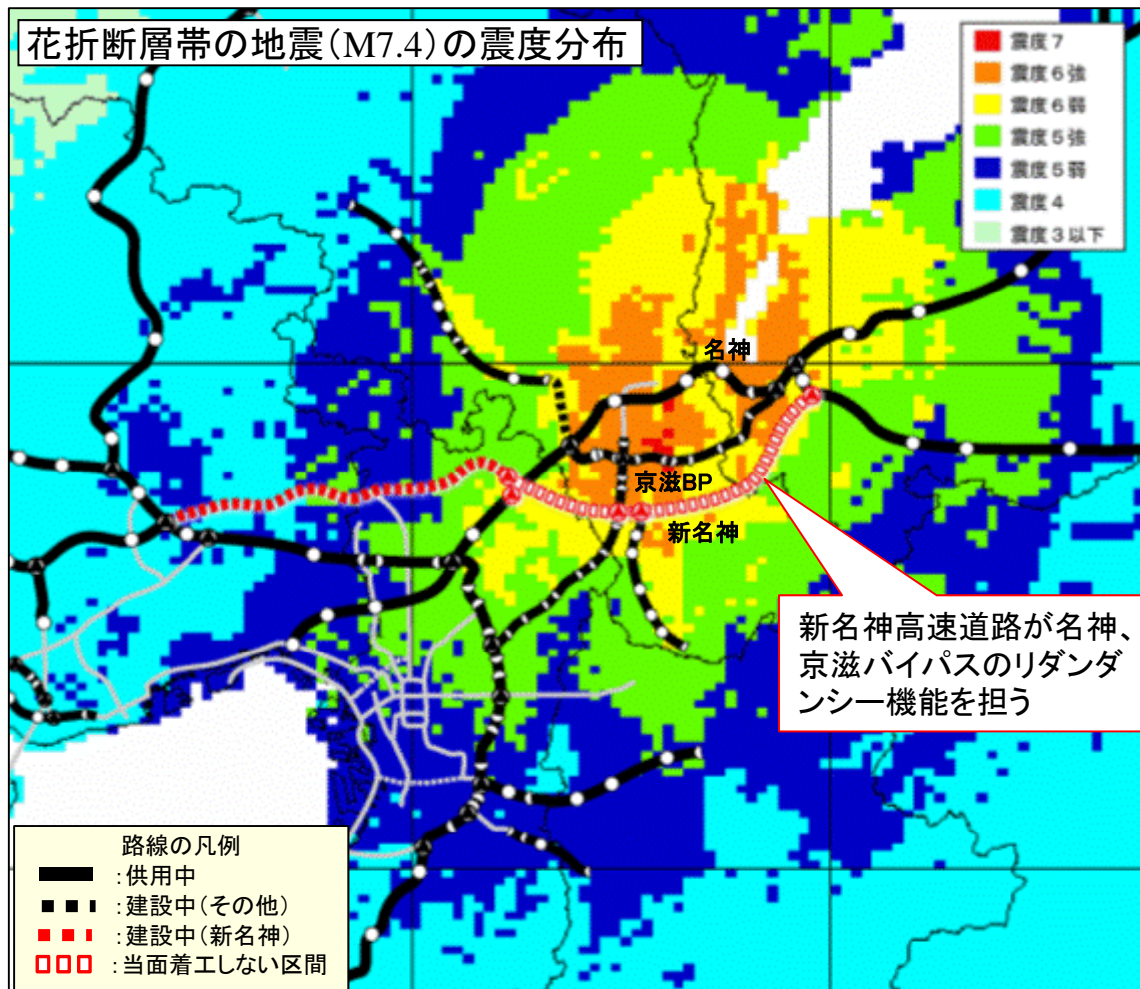 花折断層帯の地震(M7.4)の震度分布
震度7
震度6強
震度6弱
震度5強
震度5弱
震度4
震度3以下
名神
京滋BP
新名神
新名神高速道路が名神、
京滋バイパスのリダンダ
ンシー機能を担う
路線の凡例
:供用中
:建設中(その他)
:建設中(新名神)
:当面着工しない区間